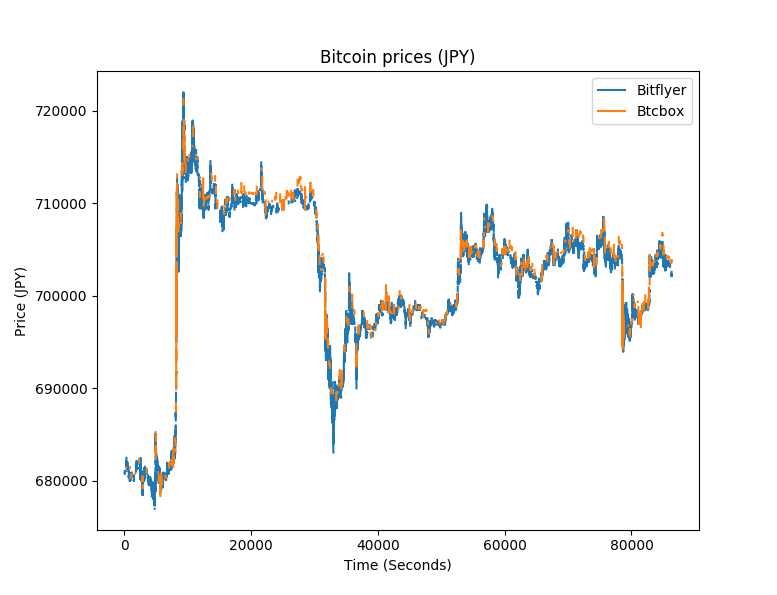 Bitcoin prices (JPY)
Bitflyer
Btcbox
720000
710000
700000
690000
680000
Price (JPY)
0
20000
40000
60000
80000
Time (Seconds)